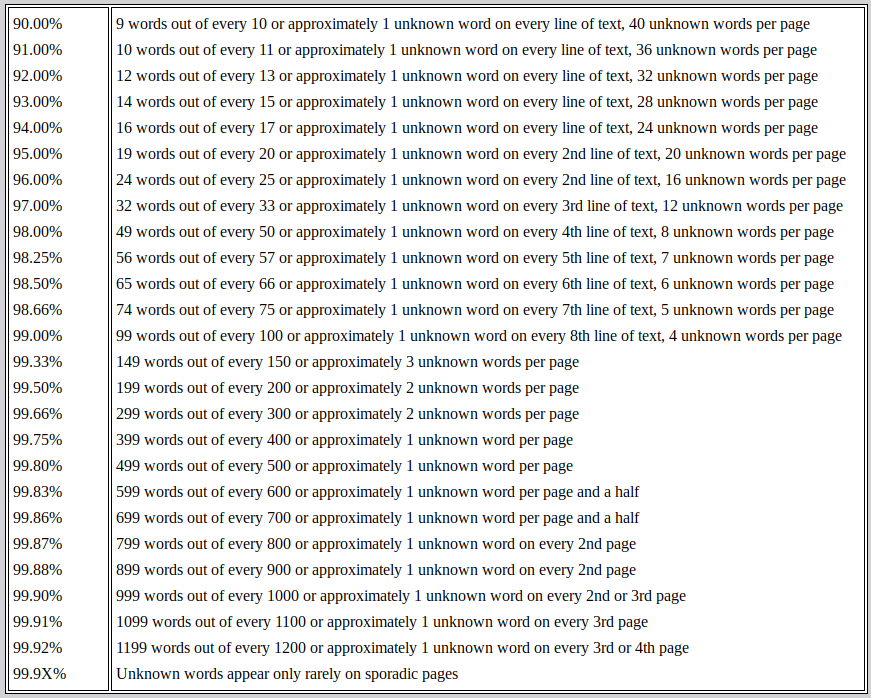 90.00% 9 words out of every 10 or approximately 1 unknown word on every line of text, 40 unknown words per page
91.00% 10 words out of every 11 or approximately 1 unknown word on every line of text, 36 unknown words per page
92.00% 12 words out of every 13 or approximately 1 unknown word on every line of text, 32 unknown words per page
93.00% 14 words out of every 15 or approximately 1 unknown word on every line of text, 28 unknown words per page
94.00% 16 words out of every 17 or approximately 1 unknown word on every line of text, 24 unknown words per page
95.00% 19 words out of every 20 or approximately 1 unknown word on every 2nd line of text, 20 unknown words per page
96.00% 24 words out of every 25 or approximately 1 unknown word on every 2nd line of text, 16 unknown words per page
97.00% 32 words out of every 33 or approximately 1 unknown word on every 3rd line of text, 12 unknown words per page
98.00% 49 words out of every 50 or approximately 1 unknown word on every 4th line of text, 8 unknown words per page
98.25% 56 words out of every 57 or approximately 1 unknown word on every 5th line of text, 7 unknown words per page
98.50% 65 words out of every 66 or approximately 1 unknown word on every 6th line of text, 6 unknown words per page
98.66% 74 words out of every 75 or approximately 1 unknown word on every 7th line of text, 5 unknown words per page
99.00% 99 words out of every 100 or approximately 1 unknown word on every 8th line of text, 4 unknown words per page
99.33% 149 words out of every 150 or approximately 3 unknown words per page
99.50% 199 words out of every 200 or approximately 2 unknown words per page
99.66% 299 words out of every 300 or approximately 2 unknown words per page
99.75% 399 words out of every 400 or approximately 1 unknown word per page
99.80% 499 words out of every 500 or approximately 1 unknown word per page
99.83% 599 words out of every 600 or approximately 1 unknown word per page and a half
99.86% 699 words out of every 700 or approximately 1 unknown word per page and a half
99.87% 799 words out of every 800 or approximately 1 unknown word on every 2nd page
99.88% 899 words out of every 900 or approximately 1 unknown word on every 2nd page
99.90% 999 words out of every 1000 or approximately 1 unknown word on every 2nd or 3rd page
99.91% 1099 words out of every 1100 or approximately 1 unknown word on every 3rd page
99.92% 1199 words out of every 1200 or approximately 1 unknown word on every 3rd or 4th page
99.9X% Unknown words appear only rarely on sporadic pages